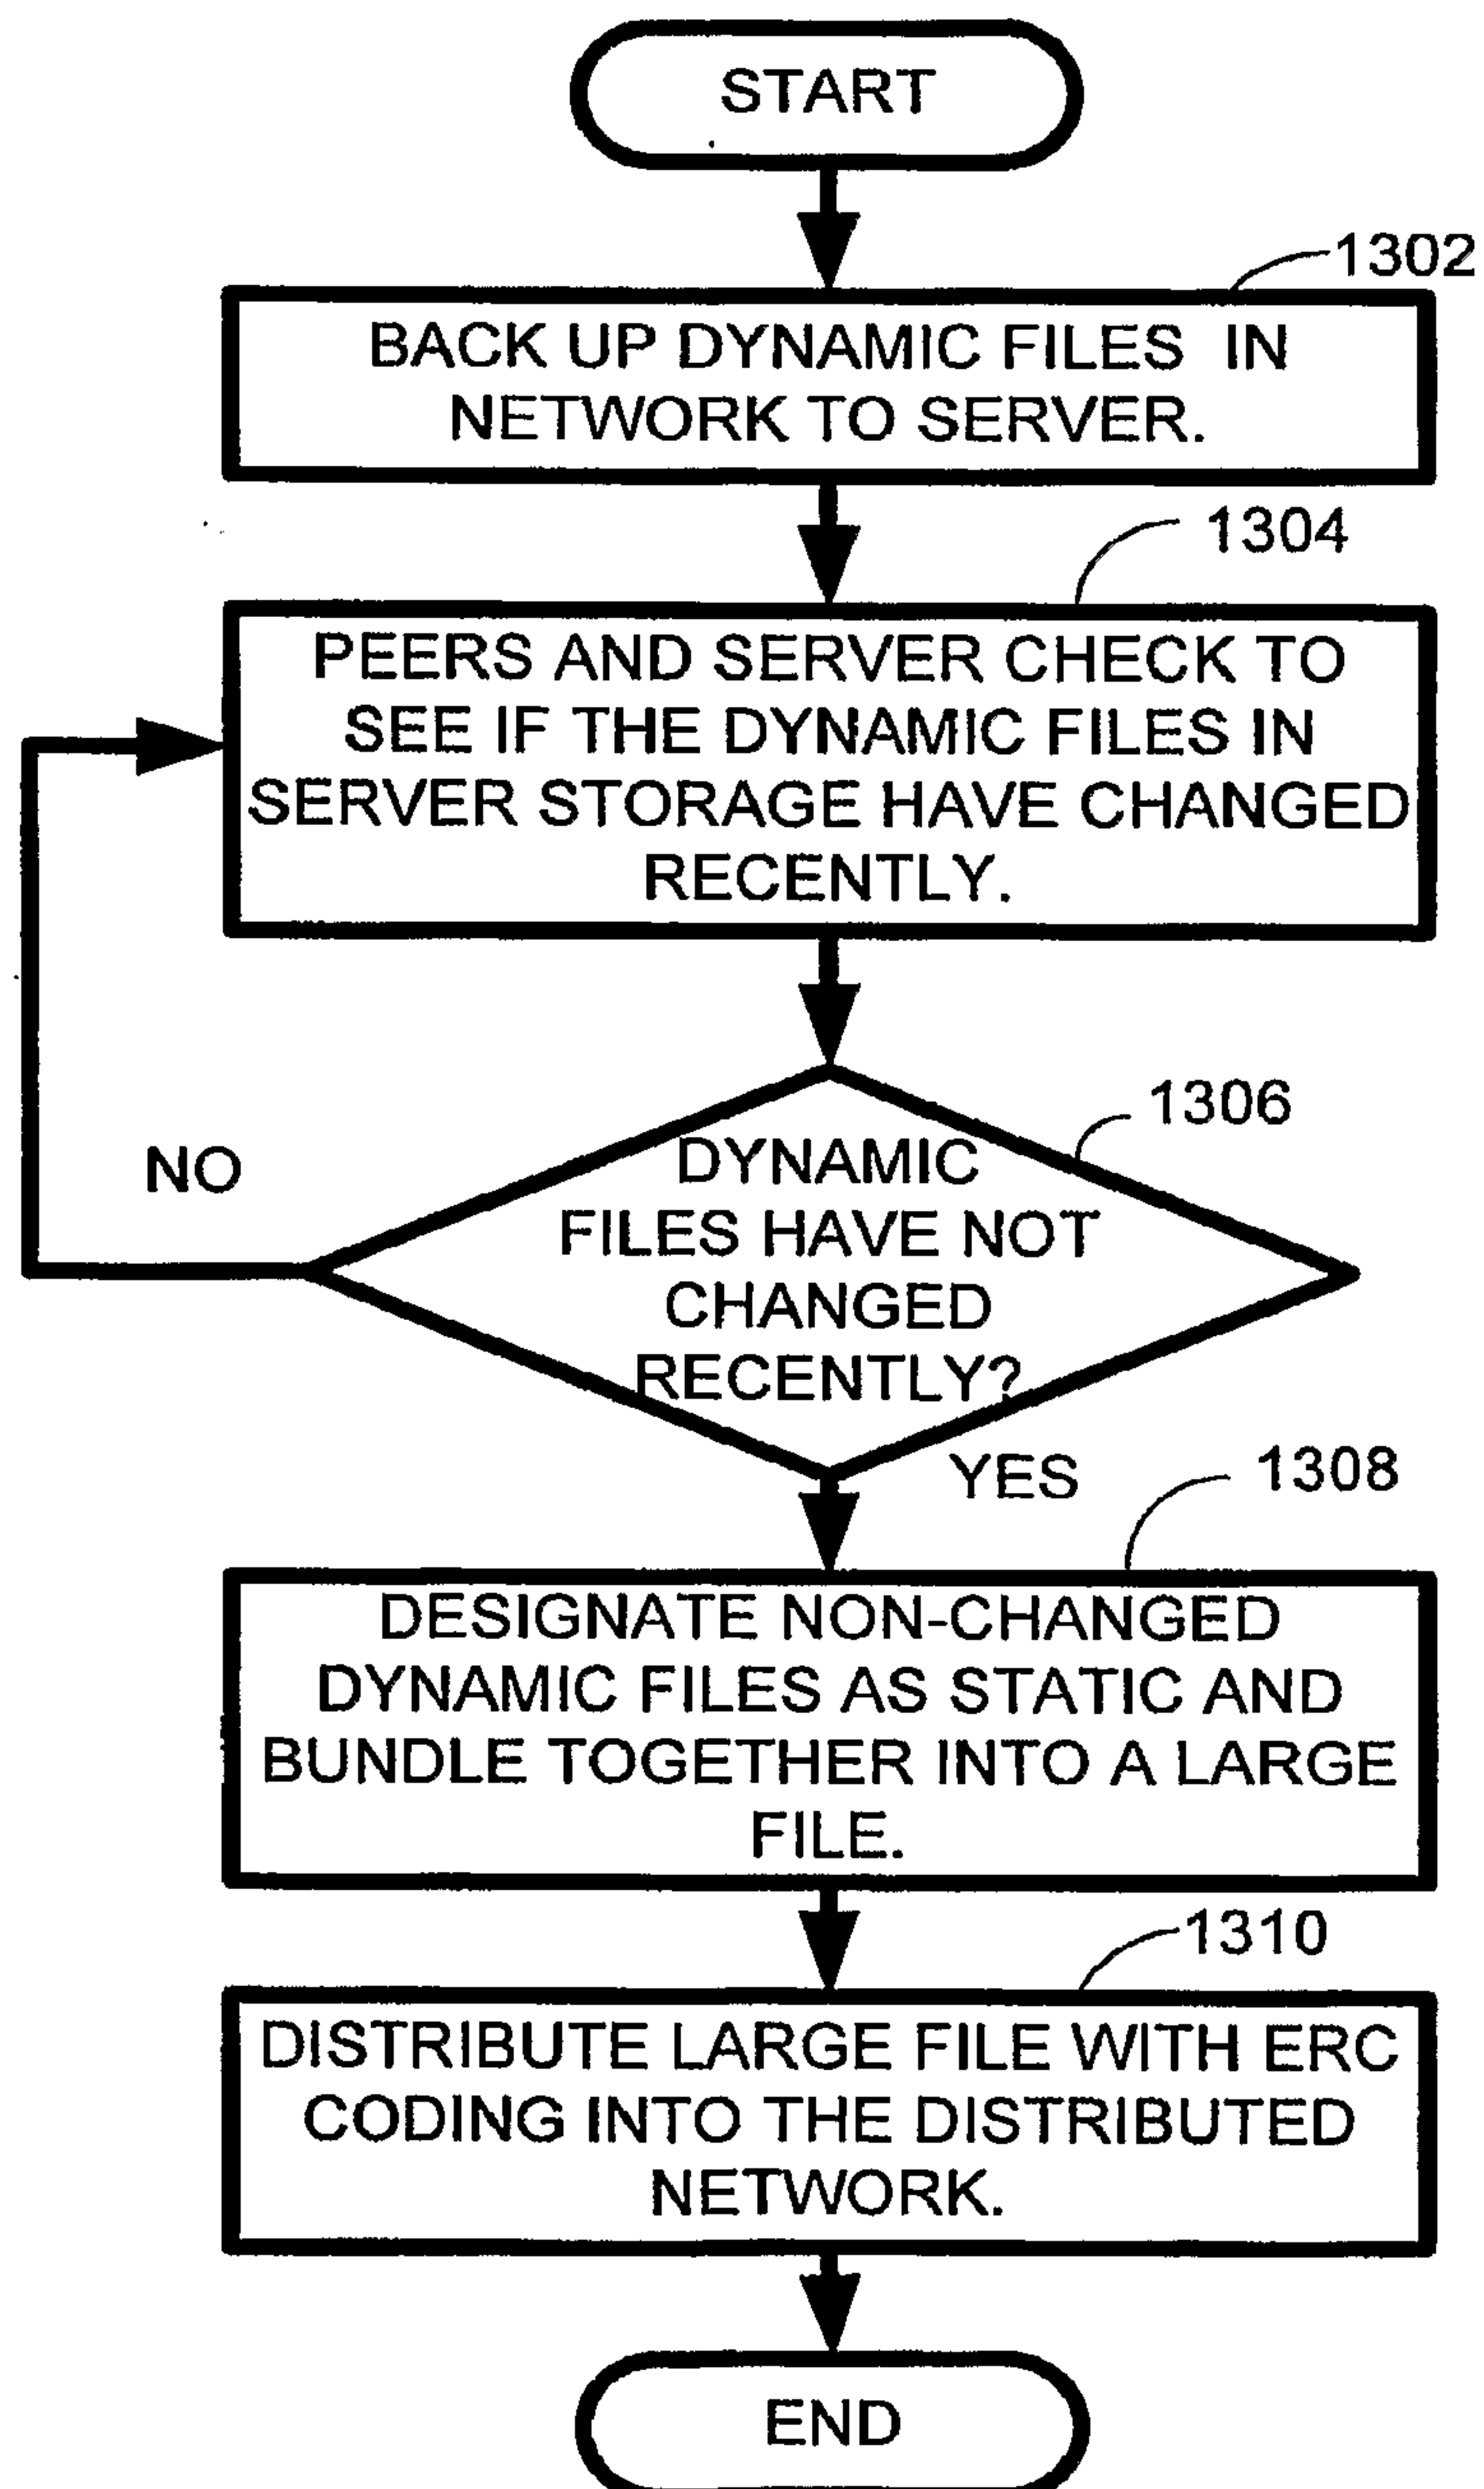 START
1302
BACK UP DYNAMIC FILES IN
NETWORK TO SERVER.
1304
PEERS AND SERVER CHECK TO
SEE IF THE DYNAMIC FILES IN
SERVER STORAGE HAVE CHANGED
RECENTLY.
1306
NO
DYNAMIC
FILES HAVE NOT
CHANGED
RECENTLY?
YES
1308
DESIGNATE NON-CHANGED
DYNAMIC FILES AS STATIC AND
BUNDLE TOGETHER INTO A LARGE
FILE.
1310
DISTRIBUTE LARGE FILE WITH ERC
CODING INTO THE DISTRIBUTED
NETWORK.
END